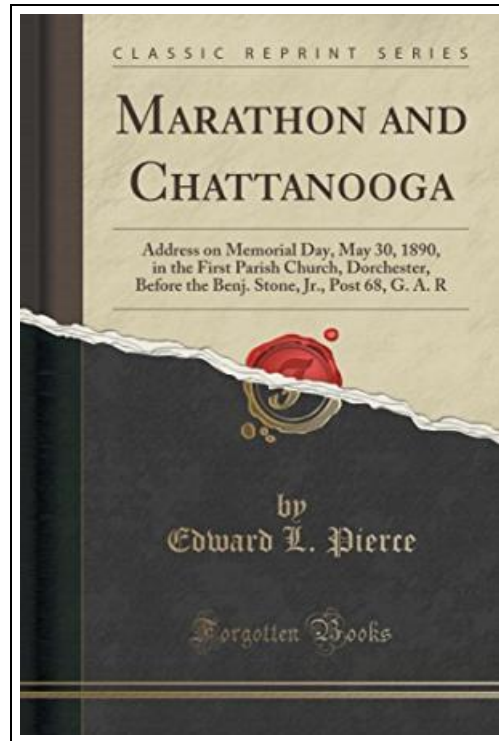 CLASSIC REPRINT SERIES
MARATHON AND
CHATTANOOGA
Address on Memorial Day, May 30, 1890,
in the First Parish Church, Dorchester,
Before the Benj. Stone, Jr., Post 68, G. A. R
by
Edward L. Pierce
Forgotten Books